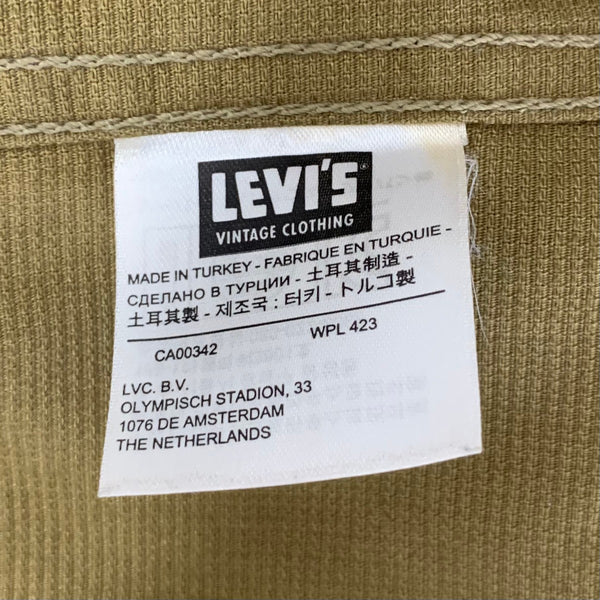 LEVI'S®
VINTAGE CLOTHING
MADE IN TURKEY - FABRIQUE EN TURQUIE -
СДЕЛАНО В ТУРЦИИ - 土耳其制造 -
土耳其製 - 제조국 : 터키 - トルコ製
CA00342 WPL 423
LVC. B.V.
OLYMPISCH STADION, 33
1076 DE AMSTERDAM
THE NETHERLANDS